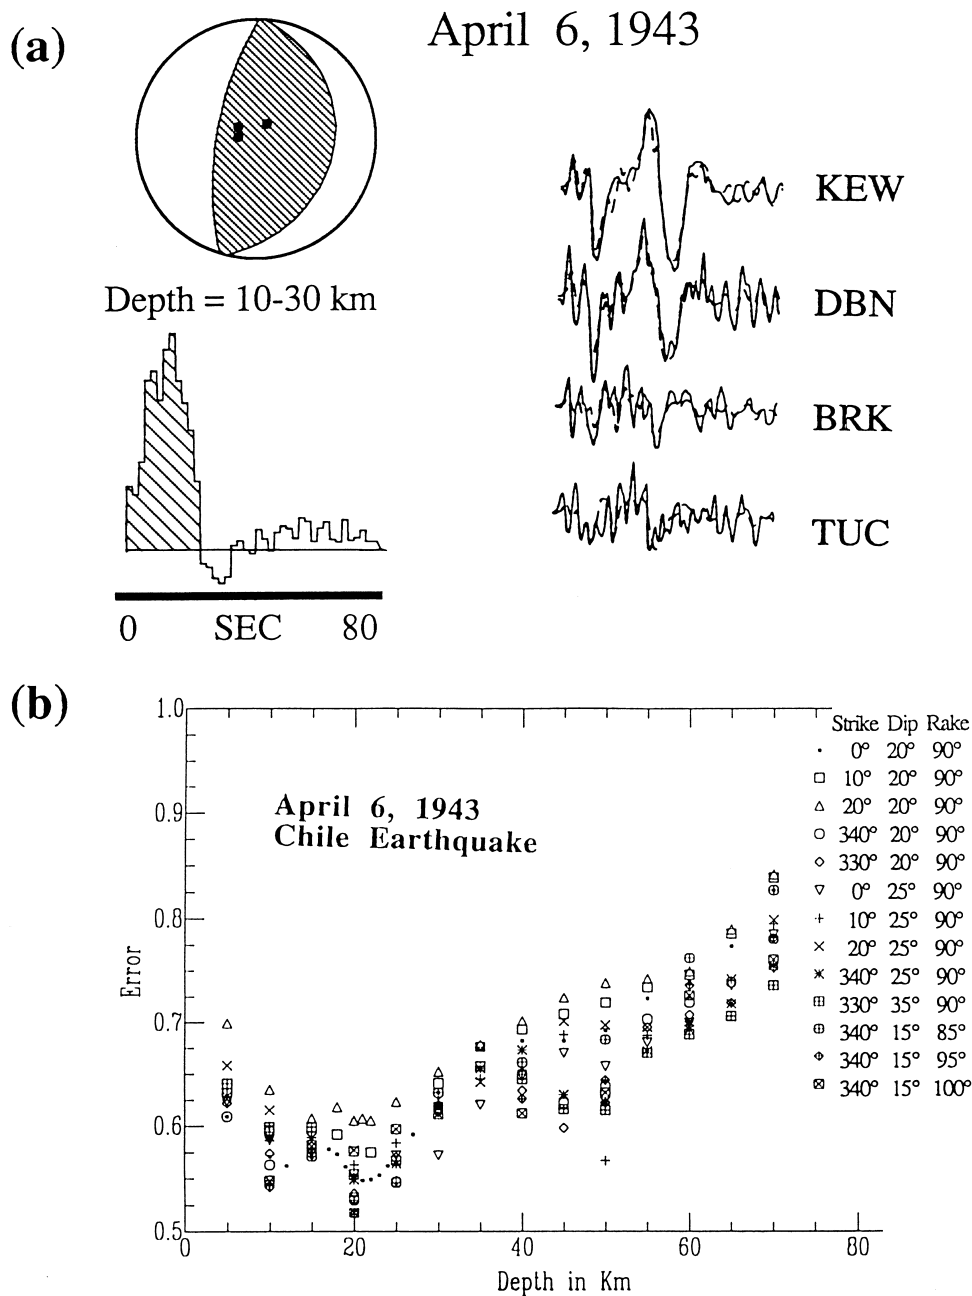 (a)
April 6, 1943
KEW
DBN
BRK
TUC
Depth = 10-30 km
0 SEC 80
(b)
April 6, 1943
Chile Earthquake
Error
1.0
0.9
0.8
0.7
0.6
0.5
0 20 40 60 80
Depth in Km
Strike Dip Rake
0° 20° 90°
10° 20° 90°
20° 20° 90°
340° 20° 90°
330° 20° 90°
0° 25° 90°
10° 25° 90°
20° 25° 90°
340° 25° 90°
330° 35° 90°
340° 15° 85°
340° 15° 95°
340° 15° 100°